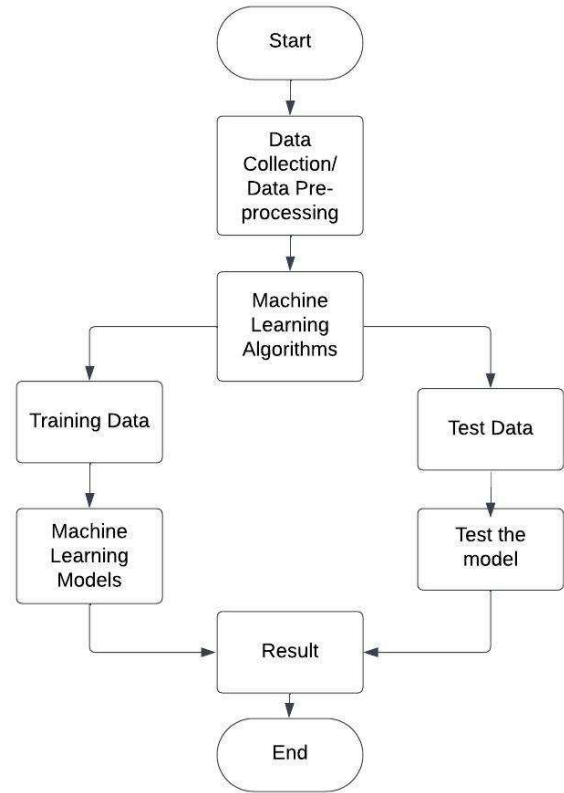 Start
Data
Collection/
Data Pre-
processing
Machine
Learning
Algorithms
Training Data
Test Data
Machine
Learning
Models
Test the
model
Result
End